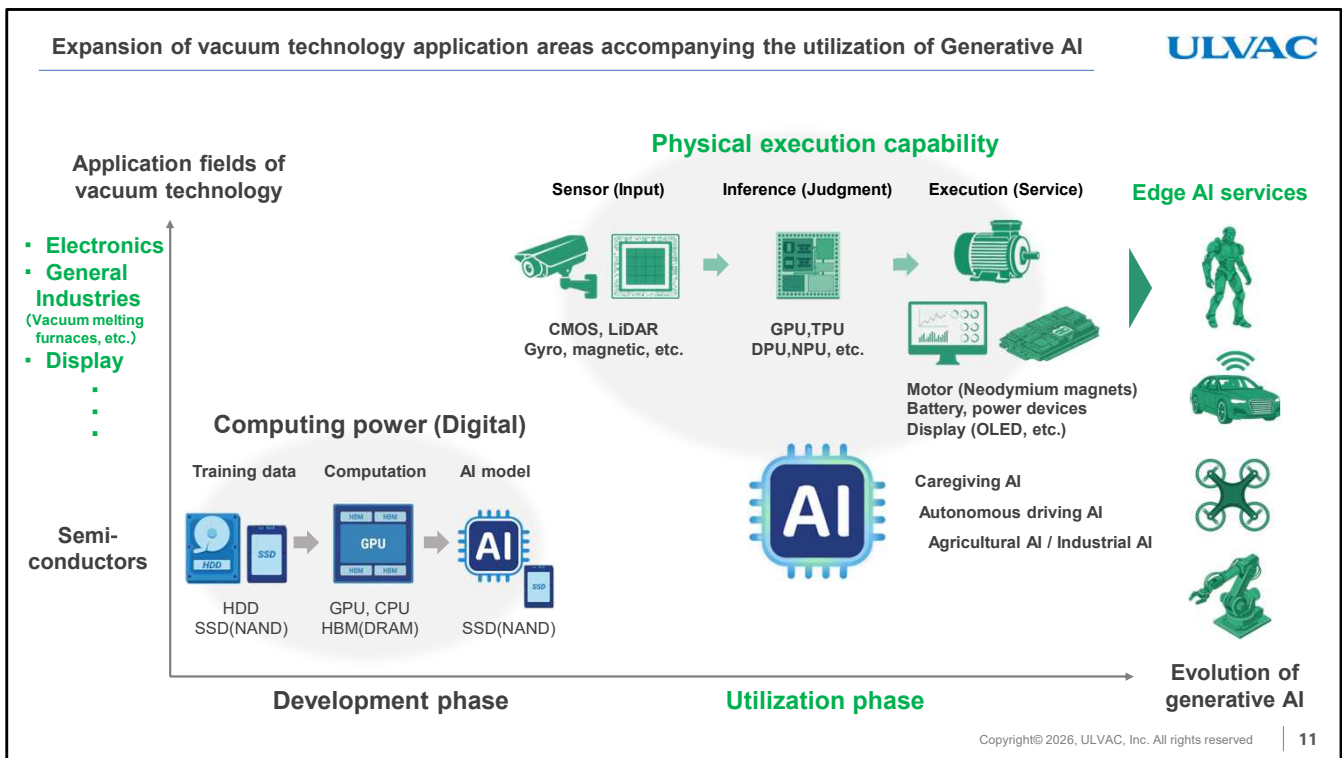 Expansion of vacuum technology application areas accompanying the utilization of Generative AI
ULVAC
Application fields of
vacuum technology
▪ Electronics
▪ General
Industries
(Vacuum melting
furnaces, etc.)
▪ Display
▪
▪
▪
Semi-
conductors
Physical execution capability
Sensor (Input)
Inference (Judgment)
Execution (Service)
CMOS, LiDAR
Gyro, magnetic, etc.
GPU,TPU
DPU,NPU, etc.
Motor (Neodymium magnets)
Battery, power devices
Display (OLED, etc.)
Edge AI services
Computing power (Digital)
Training data
Computation
AI model
HDD
SSD
HBM
HBM
GPU
HBM
HBM
AI
SSD
HDD
SSD(NAND)
GPU, CPU
HBM(DRAM)
SSD(NAND)
AI
Caregiving AI
Autonomous driving AI
Agricultural AI / Industrial AI
Development phase
Utilization phase
Evolution of
generative AI
Copyright© 2026, ULVAC, Inc. All rights reserved
11